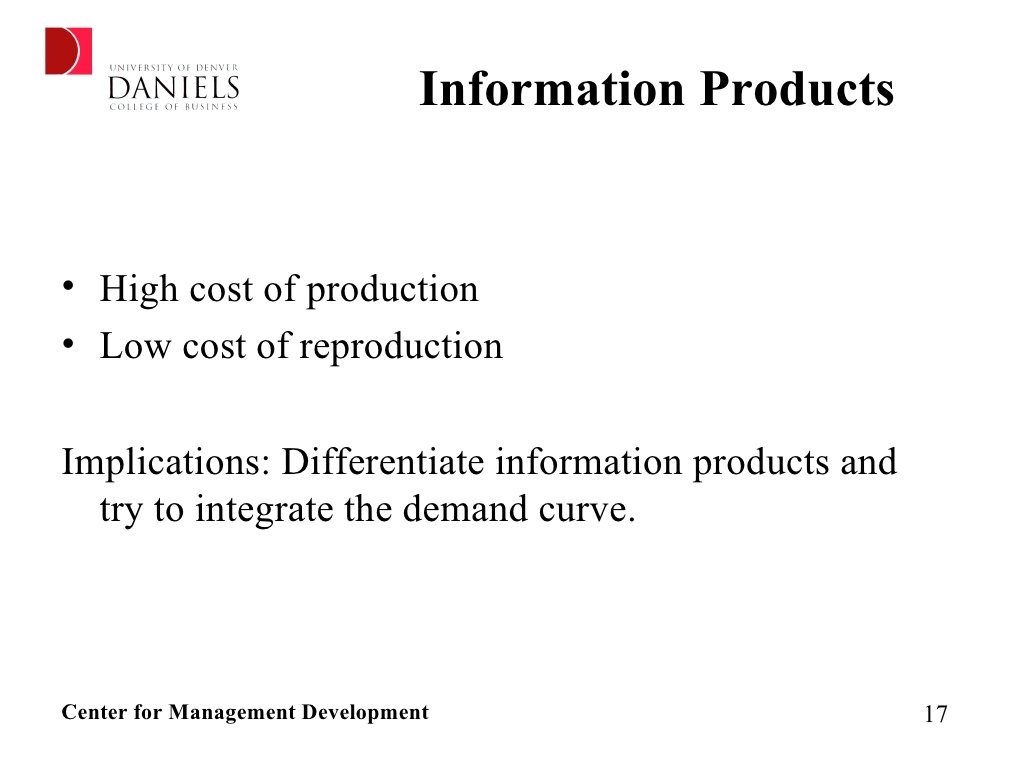 UNIVERSITY OF DENVER
DANIELS
COLLEGE OF BUSINESS
Information Products
• High cost of production
• Low cost of reproduction
Implications: Differentiate information products and
try to integrate the demand curve.
Center for Management Development
17